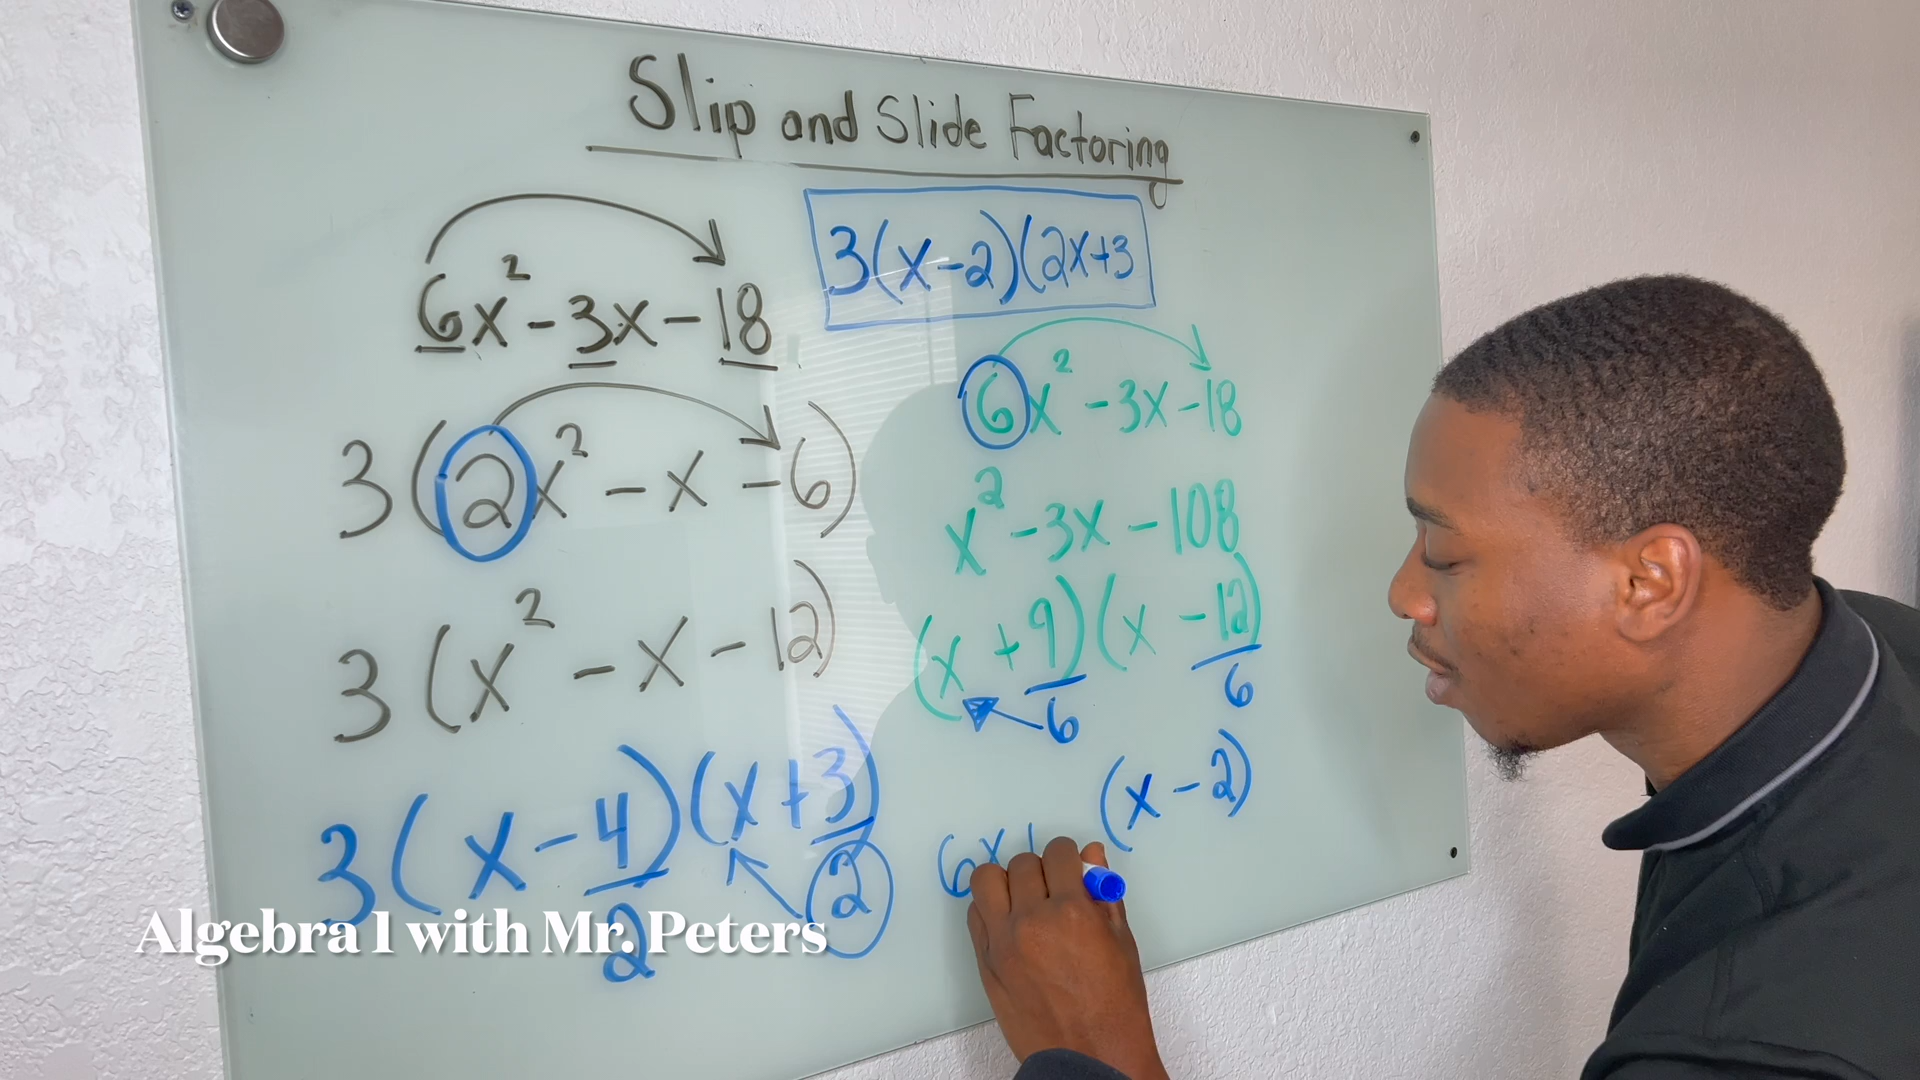 Slip and Slide Factoring
6x² - 3x - 18
3(2x² - x - 6)
3(x² - x - 12)
3(x - 4/2)(x + 3/2)
3(x-2)(2x+3
6x² - 3x - 18
x² - 3x - 108
(x + 9/6)(x - 12/6)
6x+ (x - 2)
Algebra 1 with Mr. Peters